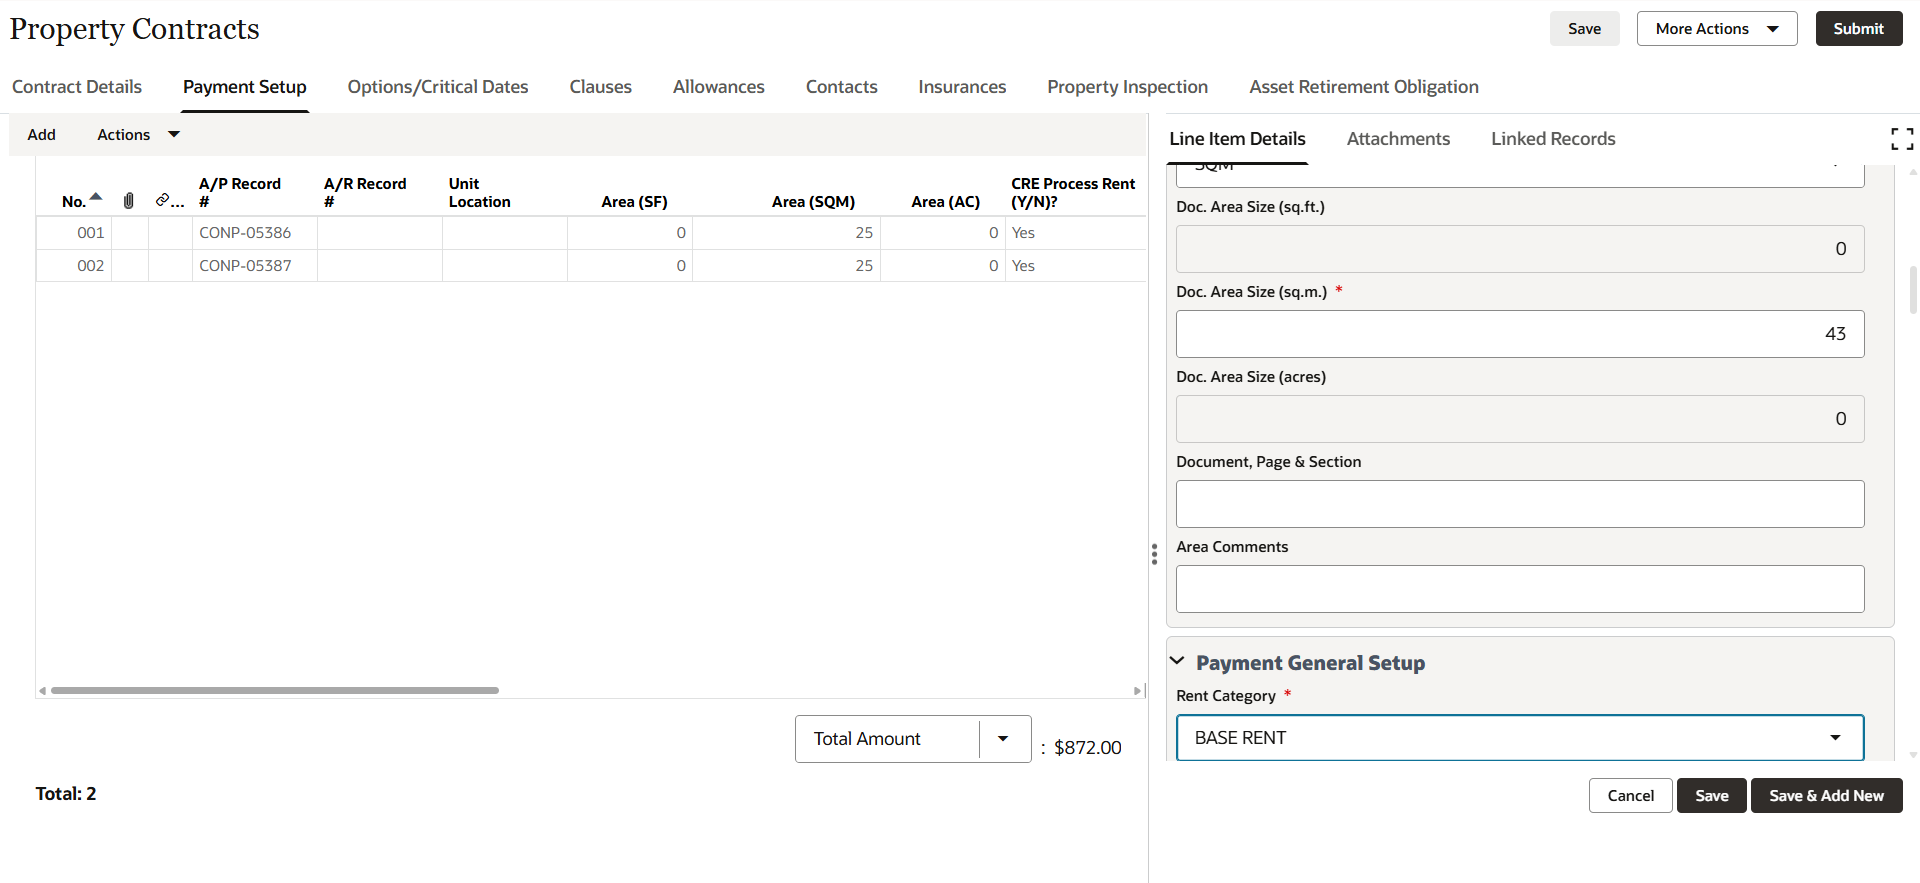 Property Contracts
Save
More Actions
Submit
Contract Details
Payment Setup
Options/Critical Dates
Clauses
Allowances
Contacts
Insurances
Property Inspection
Asset Retirement Obligation
Add
Actions
No.
...
A/P Record
#
A/R Record
#
Unit
Location
Area (SF)
Area (SQM)
Area (AC)
CRE Process Rent
(Y/N)?
001 CONP-05386 0 25 0 Yes
002 CONP-05387 0 25 0 Yes
Total Amount
: $872.00
Total: 2
Line Item Details
Attachments
Linked Records
SQM
Doc. Area Size (sq.ft.)
0
Doc. Area Size (sq.m.) *
43
Doc. Area Size (acres)
0
Document, Page & Section
Area Comments
Payment General Setup
Rent Category *
BASE RENT
Cancel
Save
Save & Add New